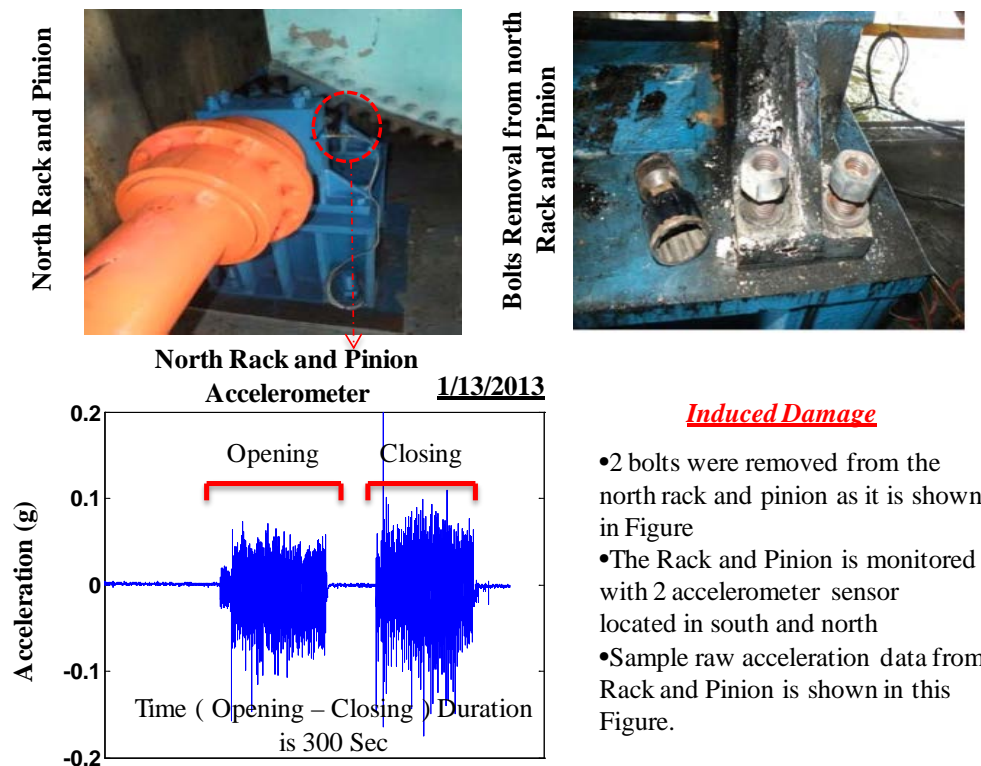 North Rack and Pinion
Bolts Removal from north
Rack and Pinion
North Rack and Pinion
Accelerometer
1/13/2013
Acceleration (g)
0.2
0.1
0
-0.1
-0.2
Opening
Closing
Time ( Opening – Closing ) Duration
is 300 Sec
Induced Damage
•2 bolts were removed from the
north rack and pinion as it is shown
in Figure
•The Rack and Pinion is monitored
with 2 accelerometer sensor
located in south and north
•Sample raw acceleration data from
Rack and Pinion is shown in this
Figure.